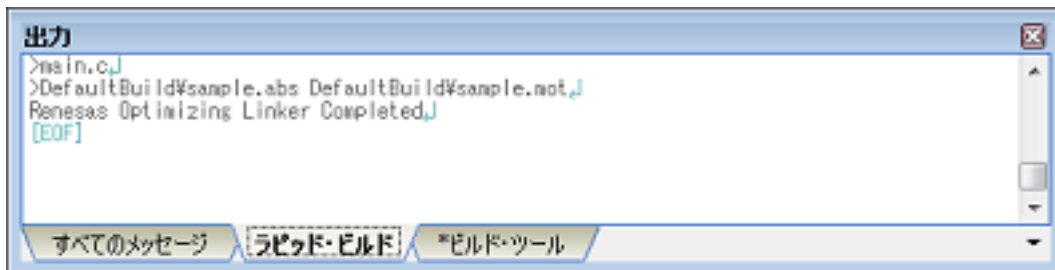 出力
>main.c↲
>DefaultBuild¥sample.abs DefaultBuild¥sample.mot↲
Renesas Optimizing Linker Completed↲
[EOF]
すべてのメッセージ ラピッド・ビルド *ビルド・ツール